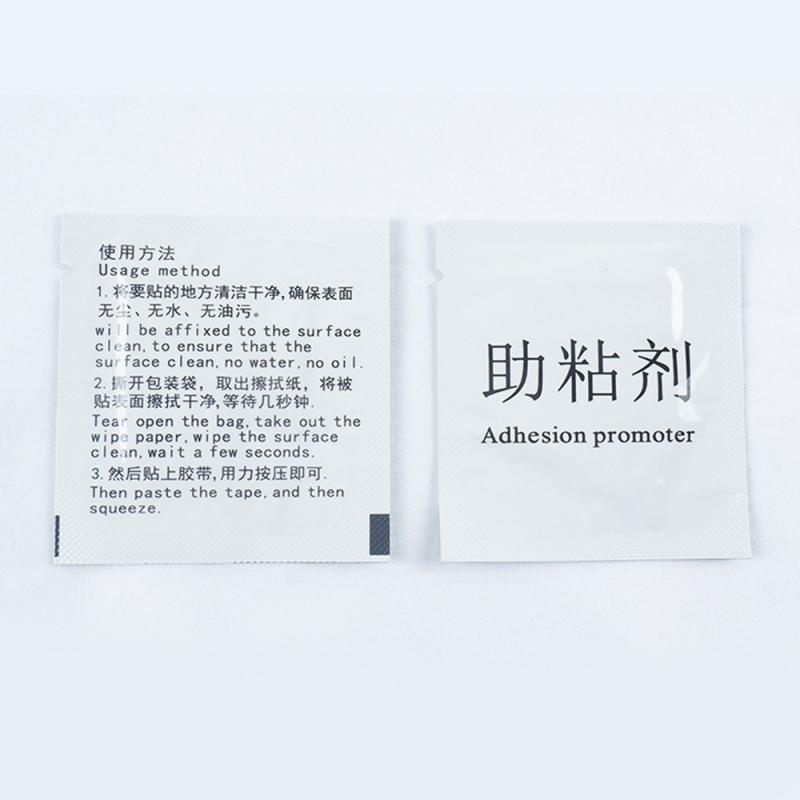 使用方法
Usage method
1. 将要贴的地方清洁干净,确保表面
无尘、无水、无油污。
will be affixed to the surface
clean, to ensure that the
surface clean, no water, no oil.
2. 撕开包装袋，取出擦拭纸，将被
贴表面擦拭干净,等待几秒钟.
Tear open the bag, take out the
wipe paper, wipe the surface
clean, wait a few seconds.
3. 然后贴上胶带,用力按压即可.
Then paste the tape, and then
squeeze.
助粘剂
Adhesion promoter